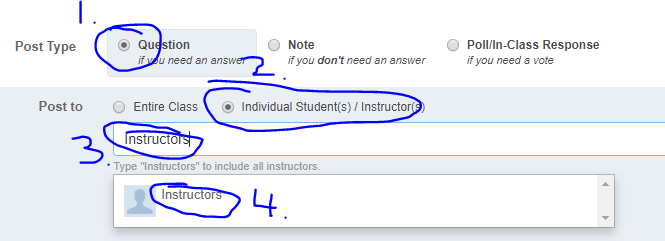 1.
Post Type Question Note Poll/In-Class Response
if you need an answer if you don't need an answer if you need a vote
2.
Post to Entire Class Individual Student(s) / Instructor(s)
3. Instructors
Type "Instructors" to include all instructors.
Instructors 4.